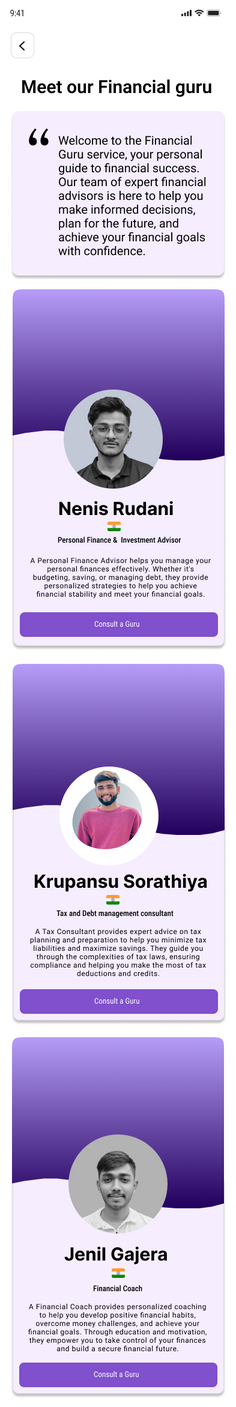 9:41
Meet our Financial guru
“
Welcome to the Financial
Guru service, your personal
guide to financial success.
Our team of expert financial
advisors is here to help you
make informed decisions,
plan for the future, and
achieve your financial goals
with confidence.
Nenis Rudani
Personal Finance & Investment Advisor
A Personal Finance Advisor helps you manage your
personal finances effectively. Whether it's
budgeting, saving, or managing debt, they provide
personalized strategies to help you achieve
financial stability and meet your financial goals.
Consult a Guru
Krupansu Sorathiya
Tax and Debt management consultant
A Tax Consultant provides expert advice on tax
planning and preparation to help you minimize tax
liabilities and maximize savings. They guide you
through the complexities of tax laws, ensuring
compliance and helping you make the most of tax
deductions and credits.
Consult a Guru
Jenil Gajera
Financial Coach
A Financial Coach provides personalized coaching
to help you develop positive financial habits,
overcome money challenges, and achieve your
financial goals. Through education and motivation,
they empower you to take control of your finances
and build a secure financial future.
Consult a Guru